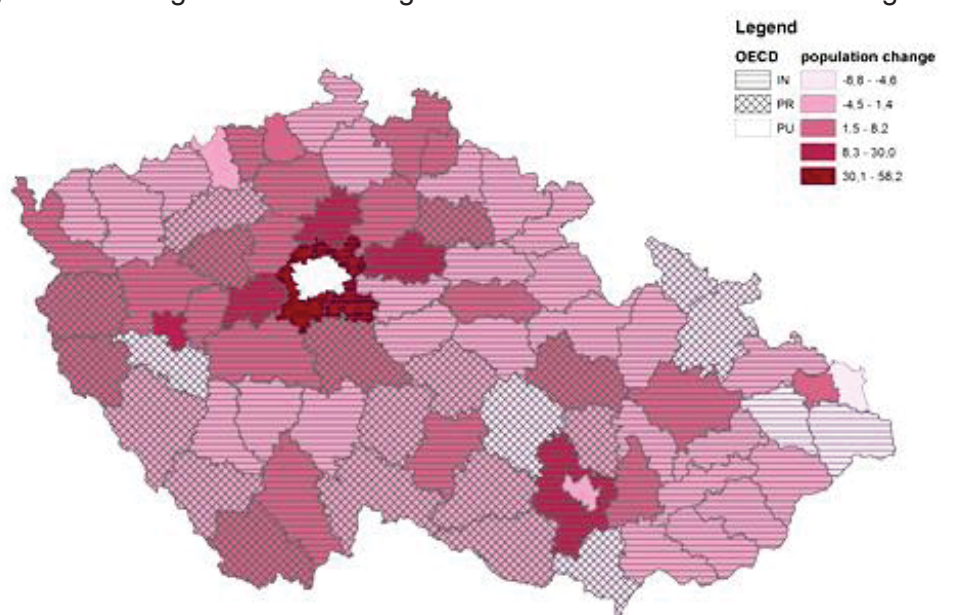 Legend
OECD population change
IN -8,8 - -4,6
PR -4,5 - 1,4
PU 1,5 - 8,2
8,3 - 30,0
30,1 - 58,2